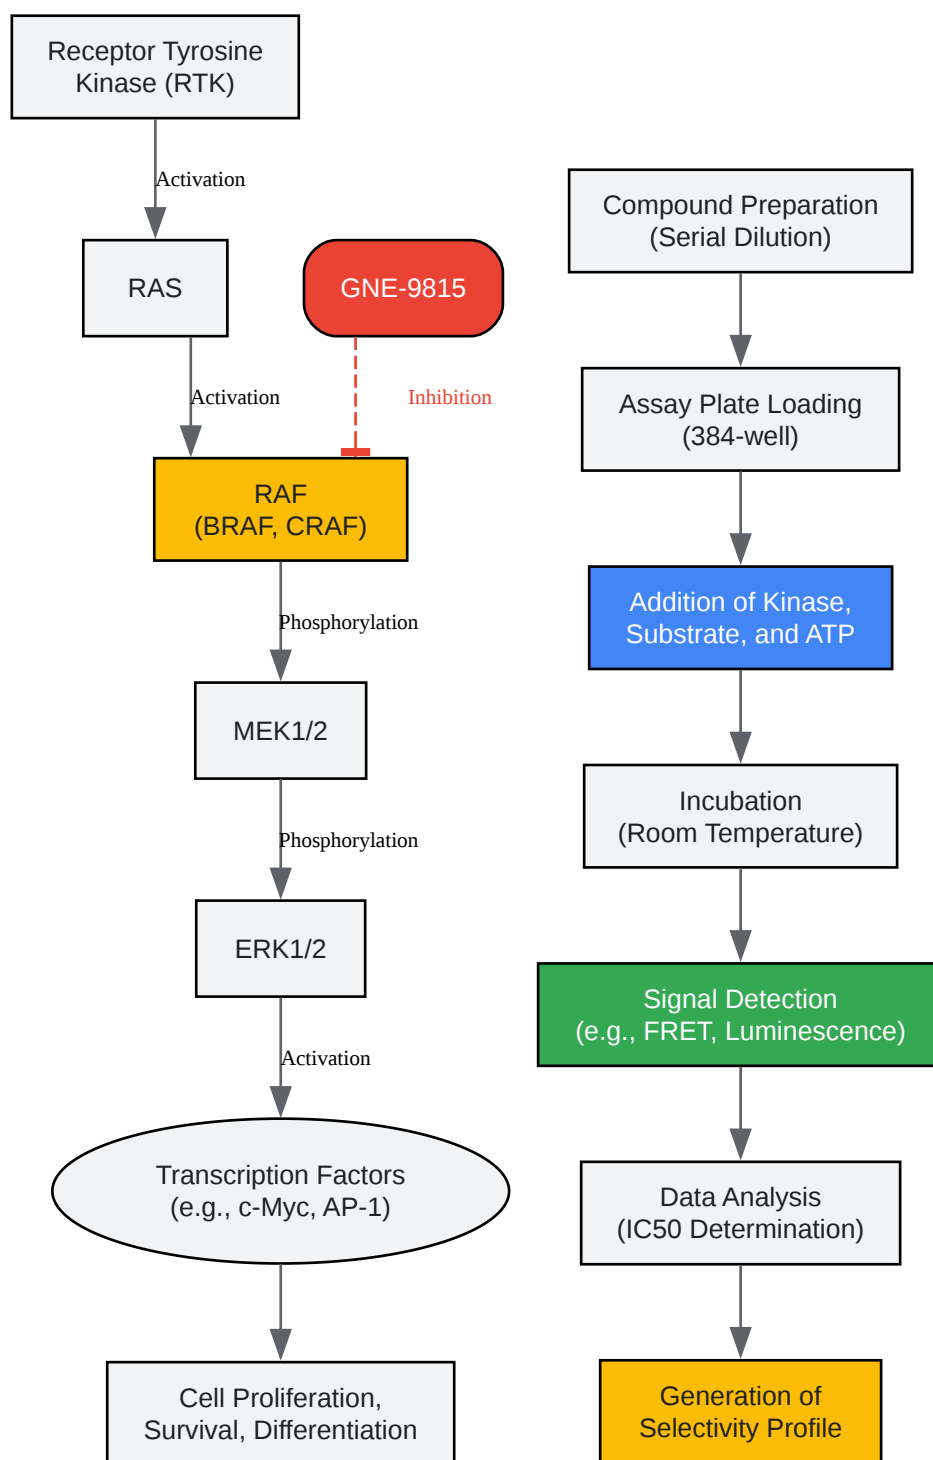 Receptor Tyrosine
Kinase (RTK)
Activation
RAS
GNE-9815
Activation
Inhibition
RAF
(BRAF, CRAF)
Phosphorylation
MEK1/2
Phosphorylation
ERK1/2
Activation
Transcription Factors
(e.g., c-Myc, AP-1)
Cell Proliferation,
Survival, Differentiation
Compound Preparation
(Serial Dilution)
Assay Plate Loading
(384-well)
Addition of Kinase,
Substrate, and ATP
Incubation
(Room Temperature)
Signal Detection
(e.g., FRET, Luminescence)
Data Analysis
(IC50 Determination)
Generation of
Selectivity Profile